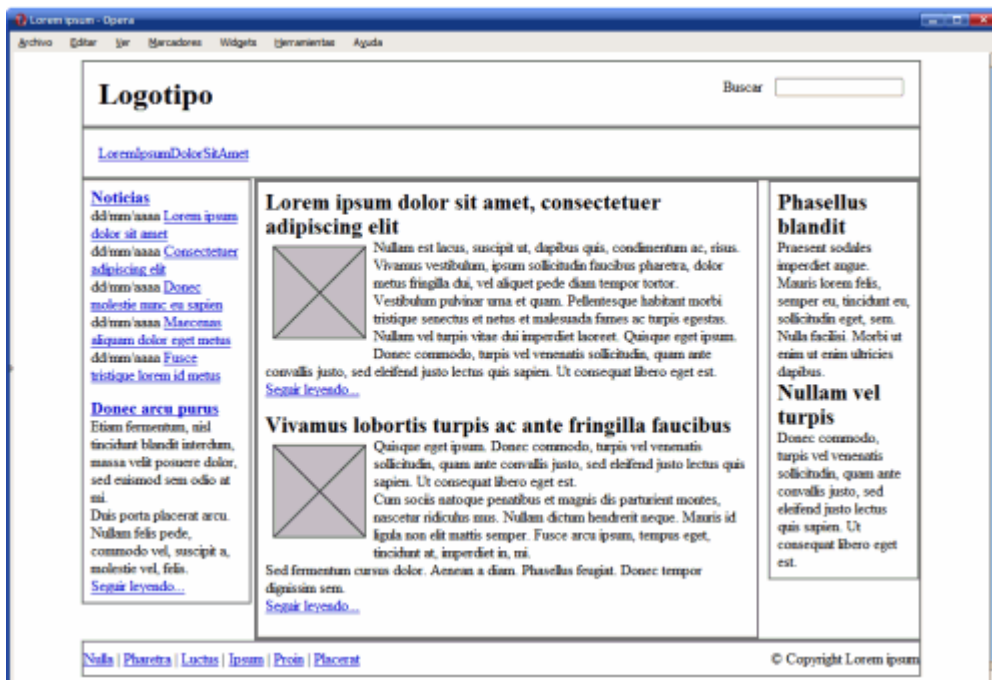 Lorem ipsum - Opera
Archivo Editar Ver Marcadores Widgets Herramientas Ayuda
Logotipo
Buscar
LoremIpsumDolorSitAmet
Noticias
dd/mm/aaaa Lorem ipsum
dolor sit amet
dd/mm/aaaa Consectetuer
adipiscing elit
dd/mm/aaaa Donec
molestie nunc eu sapien
dd/mm/aaaa Maecenas
aliquam dolor eget metus
dd/mm/aaaa Fusce
tristique lorem id metus
Donec arcu purus
Etiam fermentum, nisl
tincidunt blandit interdum,
massa velit posuere dolor,
sed euismod sem odio at
mi.
Duis porta placerat arcu.
Nullam felis pede,
commodo vel, suscipit a,
molestie vel, felis.
Seguir leyendo...
Lorem ipsum dolor sit amet, consectetuer
adipiscing elit
Nullam est lacus, suscipit ut, dapibus quis, condimentum ac, risus.
Vivamus vestibulum, ipsum sollicitudin faucibus pharetra, dolor
metus fringilla dui, vel aliquet pede diam tempor tortor.
Vestibulum pulvinar urna et quam. Pellentesque habitant morbi
tristique senectus et netus et malesuada fames ac turpis egestas.
Nullam vel turpis vitae dui imperdiet laoreet. Quisque eget ipsum.
Donec commodo, turpis vel venenatis sollicitudin, quam ante
convallis justo, sed eleifend justo lectus quis sapien. Ut consequat libero eget est.
Seguir leyendo...
Vivamus lobortis turpis ac ante fringilla faucibus
Quisque eget ipsum. Donec commodo, turpis vel venenatis
sollicitudin, quam ante convallis justo, sed eleifend justo lectus quis
sapien. Ut consequat libero eget est.
Cum sociis natoque penatibus et magnis dis parturient montes,
nascetur ridiculus mus. Nullam dictum hendrerit neque. Mauris id
ligula non elit mattis semper. Fusce arcu ipsum, tempus eget,
tincidunt at, imperdiet in, mi.
Sed fermentum cursus dolor. Aenean a diam. Phasellus feugiat. Donec tempor
dignissim sem.
Seguir leyendo...
Phasellus
blandit
Praesent sodales
imperdiet augue.
Mauris lorem felis,
semper eu, tincidunt eu,
sollicitudin eget, sem.
Nulla facilisi. Morbi ut
enim ut enim ultricies
dapibus.
Nullam vel
turpis
Donec commodo,
turpis vel venenatis
sollicitudin, quam ante
convallis justo, sed
eleifend justo lectus
quis sapien. Ut
consequat libero eget
est.
Nulla | Pharetra | Luctus | Ipsum | Proin | Placerat
© Copyright Lorem ipsum